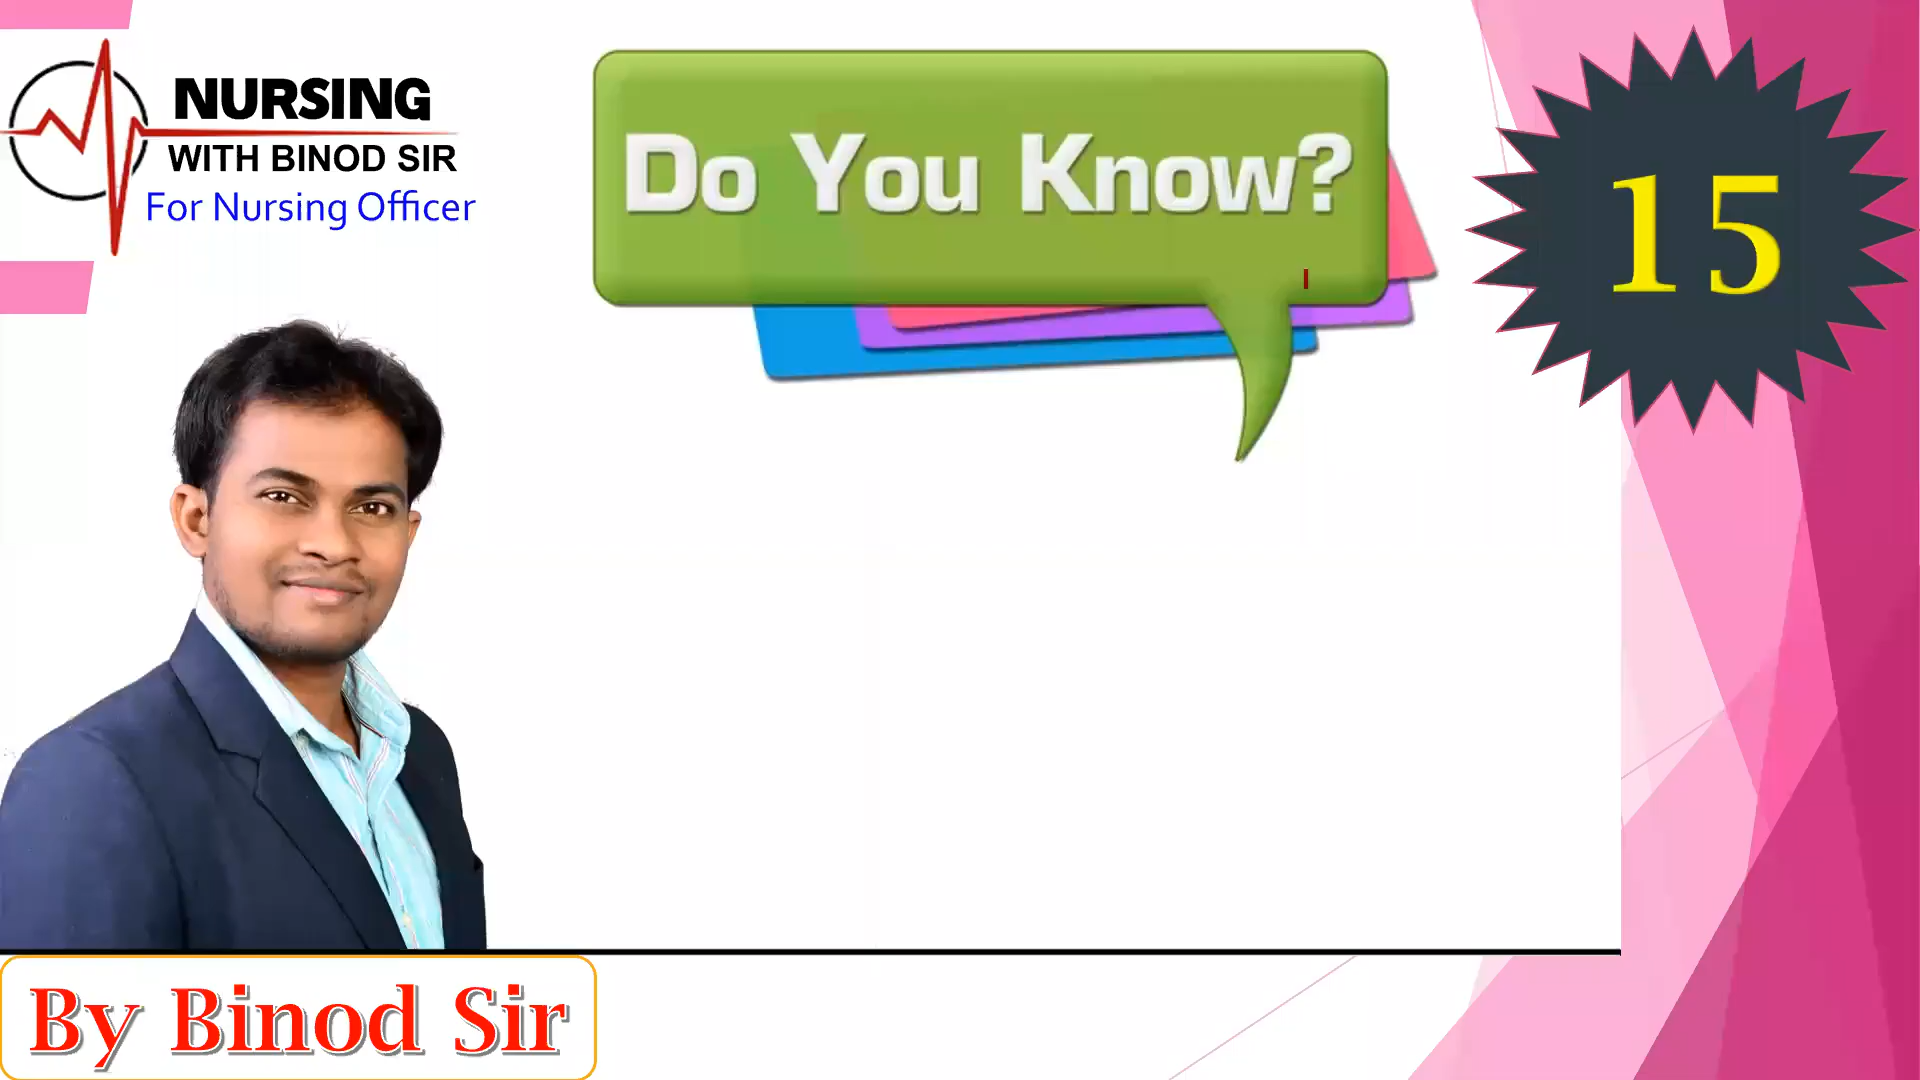 NURSING
WITH BINOD SIR
For Nursing Officer
Do You Know?
15
By Binod Sir